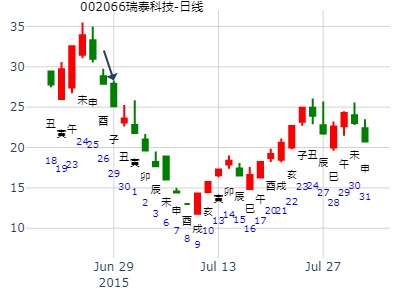 002066瑞泰科技-日线
35
30
25
20
15
10
丑
18
寅
19
午
23
未
24
申
25
酉
26
子
29
丑
30
寅
1
卯
2
辰
3
未
6
申
7
酉
8
戌
9
亥
10
寅
13
卯
14
辰
15
巳
16
午
17
酉
20
戌
21
亥
22
子
23
丑
24
辰
27
巳
28
午
29
未
30
申
31
Jun 29
2015
Jul 13
Jul 27